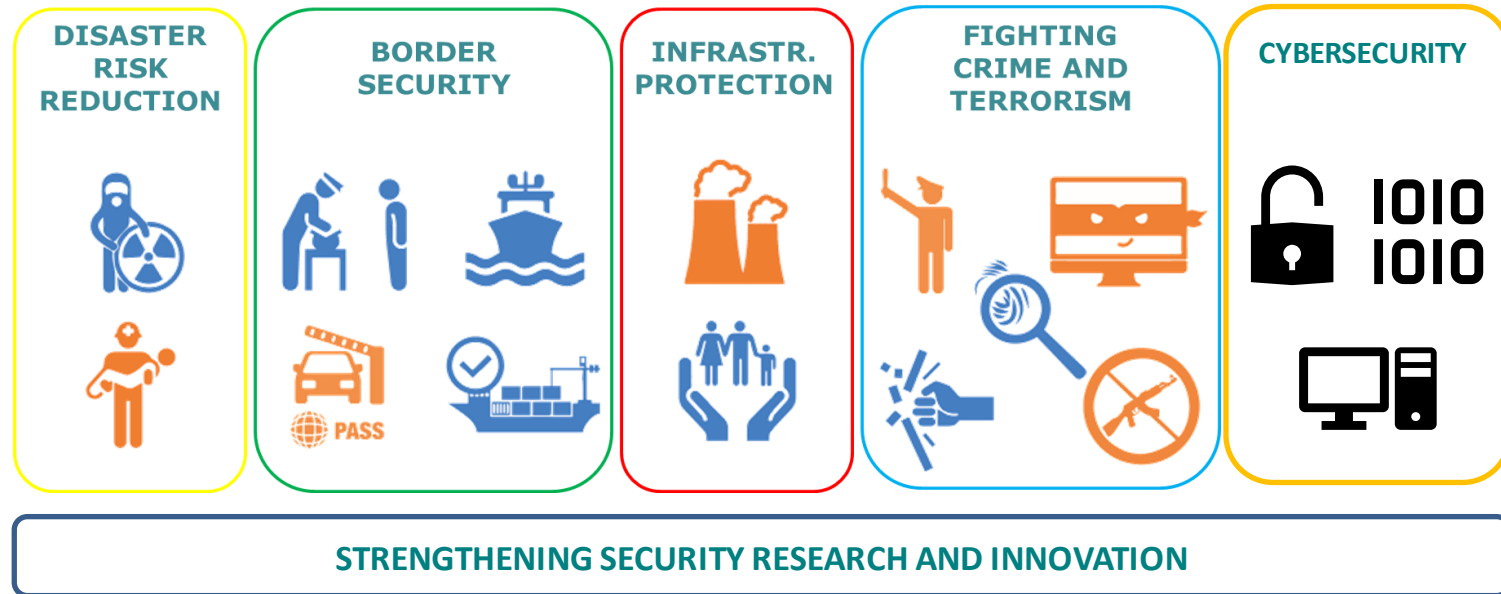 DISASTER
RISK
REDUCTION
BORDER
SECURITY
INFRASTR.
PROTECTION
FIGHTING
CRIME AND
TERRORISM
CYBERSECURITY
1010
1010
PASS
STRENGTHENING SECURITY RESEARCH AND INNOVATION